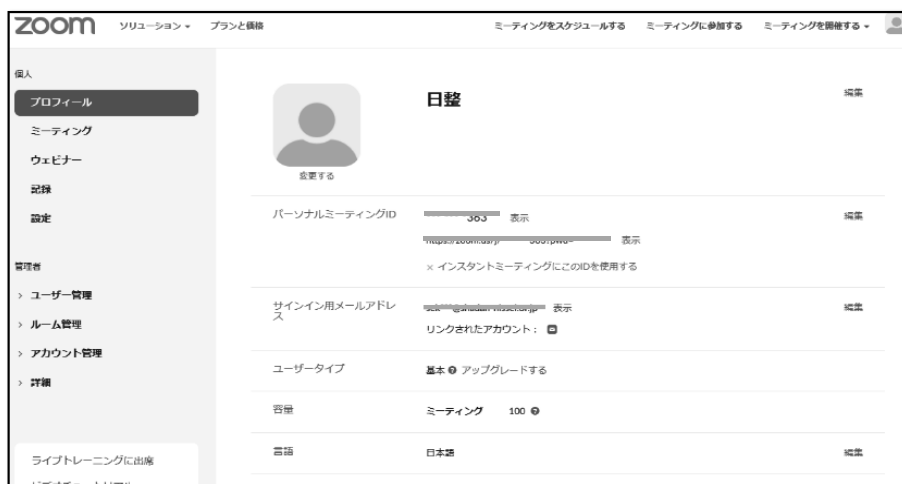 zoom ソリューション プランと価格 ミーティングをスケジュールする ミーティングに参加する ミーティングを開催する
個人
プロフィール
ミーティング
ウェビナー
記録
設定
管理者
> ユーザー管理
> ルーム管理
> アカウント管理
> 詳細
ライブトレーニングに出席
日整 編集
変更する
パーソナルミーティングID 363 表示 編集
表示
× インスタントミーティングにこのIDを使用する
サインイン用メールアドレス 表示 編集
リンクされたアカウント：
ユーザータイプ 基本 アップグレードする
容量 ミーティング 100
言語 日本語 編集